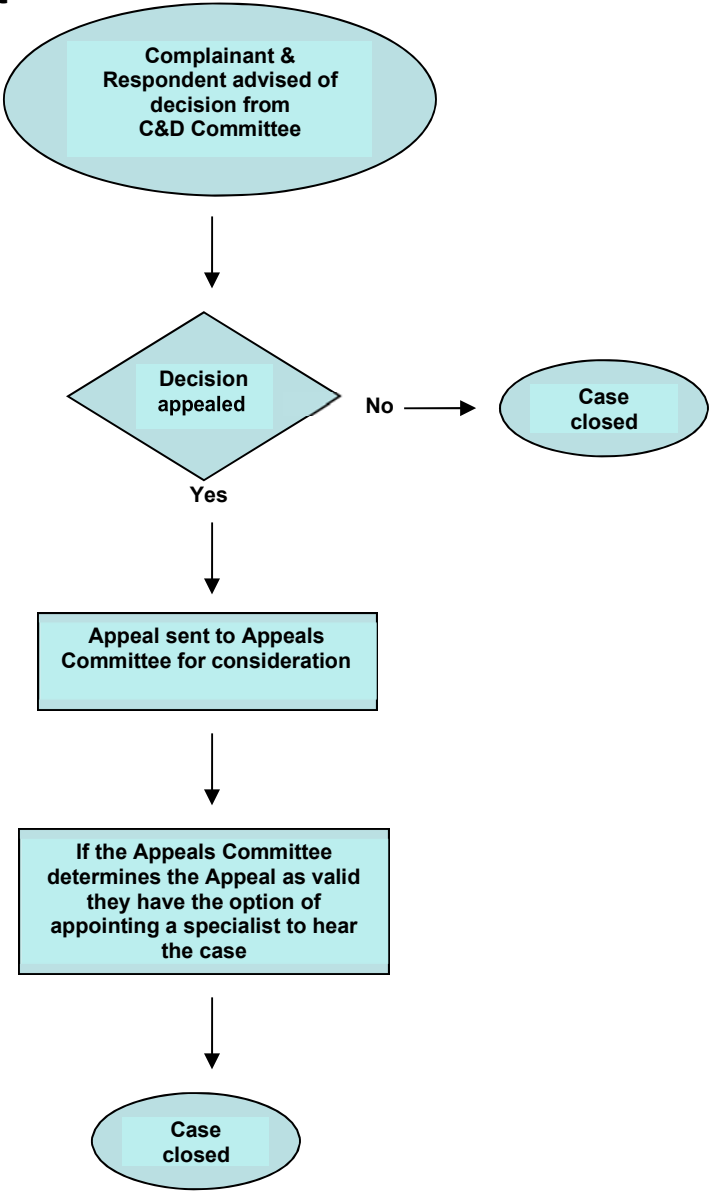 Complainant &
Respondent advised of
decision from
C&D Committee
Decision
appealed
No
Case
closed
Yes
Appeal sent to Appeals
Committee for consideration
If the Appeals Committee
determines the Appeal as valid
they have the option of
appointing a specialist to hear
the case
Case
closed